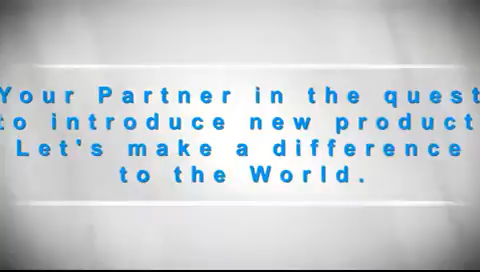 Your Partner in the quest
to introduce new product
Let's make a difference
to the World.